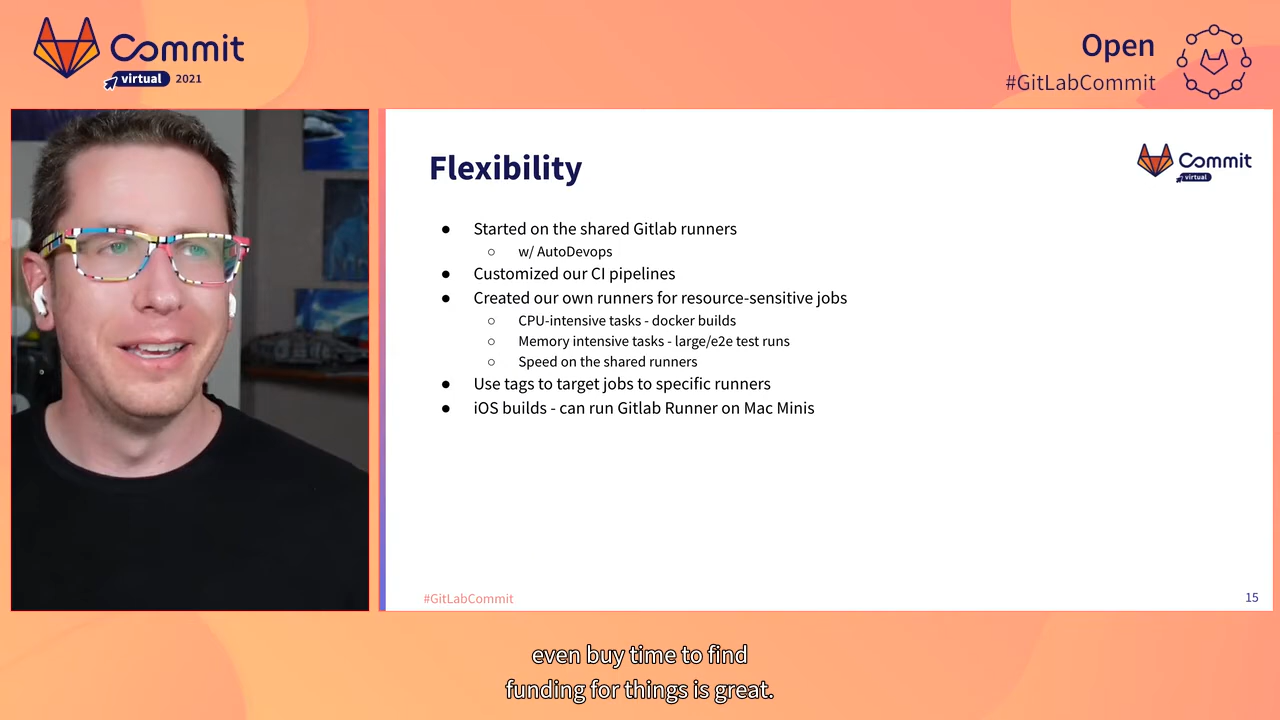 Commit
virtual 2021
Open
#GitLabCommit
Flexibility
Commit
virtual
● Started on the shared Gitlab runners
○ w/ AutoDevops
● Customized our CI pipelines
● Created our own runners for resource-sensitive jobs
○ CPU-intensive tasks - docker builds
○ Memory intensive tasks - large/e2e test runs
○ Speed on the shared runners
● Use tags to target jobs to specific runners
● iOS builds - can run Gitlab Runner on Mac Minis
#GitLabCommit
15
even buy time to find
funding for things is great.